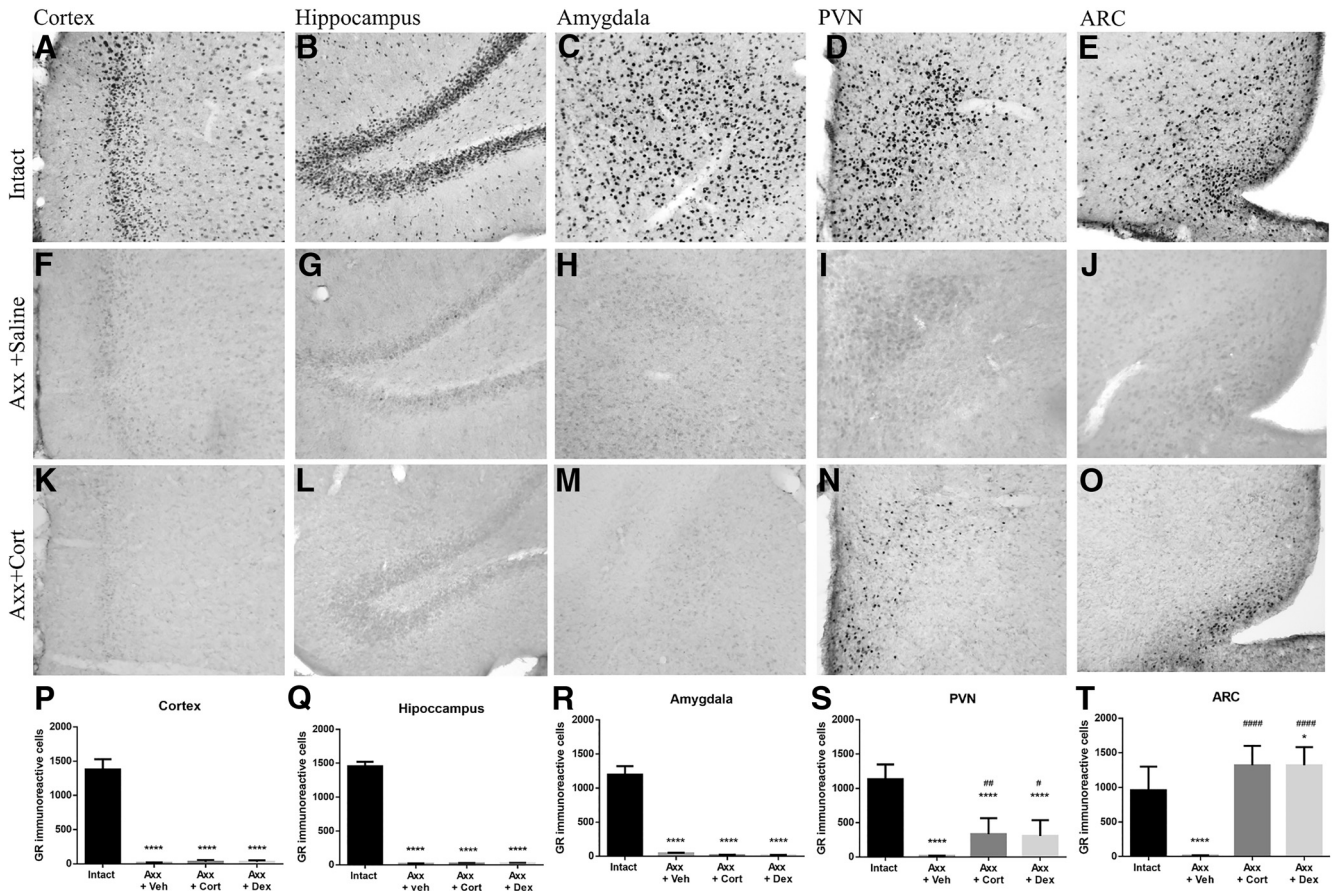 Cortex Hippocampus Amygdala PVN ARC
A B C D E
Intact
F G H I J
Axx +Saline
K L M N O
Axx+Cort
P Q R S T
Cortex
GR immunoreactive cells
2000
1500
1000
500
0
****
****
****
Intact
Axx + Veh
Axx + Cort
Axx + Dex
Hipoccampus
GR immunoreactive cells
2000
1500
1000
500
0
****
****
****
Intact
Axx + veh
Axx + Cort
Axx + Dex
Amygdala
GR immunoreactive cells
2000
1500
1000
500
0
****
****
****
Intact
Axx + Veh
Axx + Cort
Axx + Dex
PVN
GR immunoreactive cells
2000
1500
1000
500
0
****
##
****
#
****
Intact
Axx + Veh
Axx + Cort
Axx + Dex
ARC
GR immunoreactive cells
2000
1500
1000
500
0
****
####
####
*
Intact
Axx + Veh
Axx + Cort
Axx + Dex